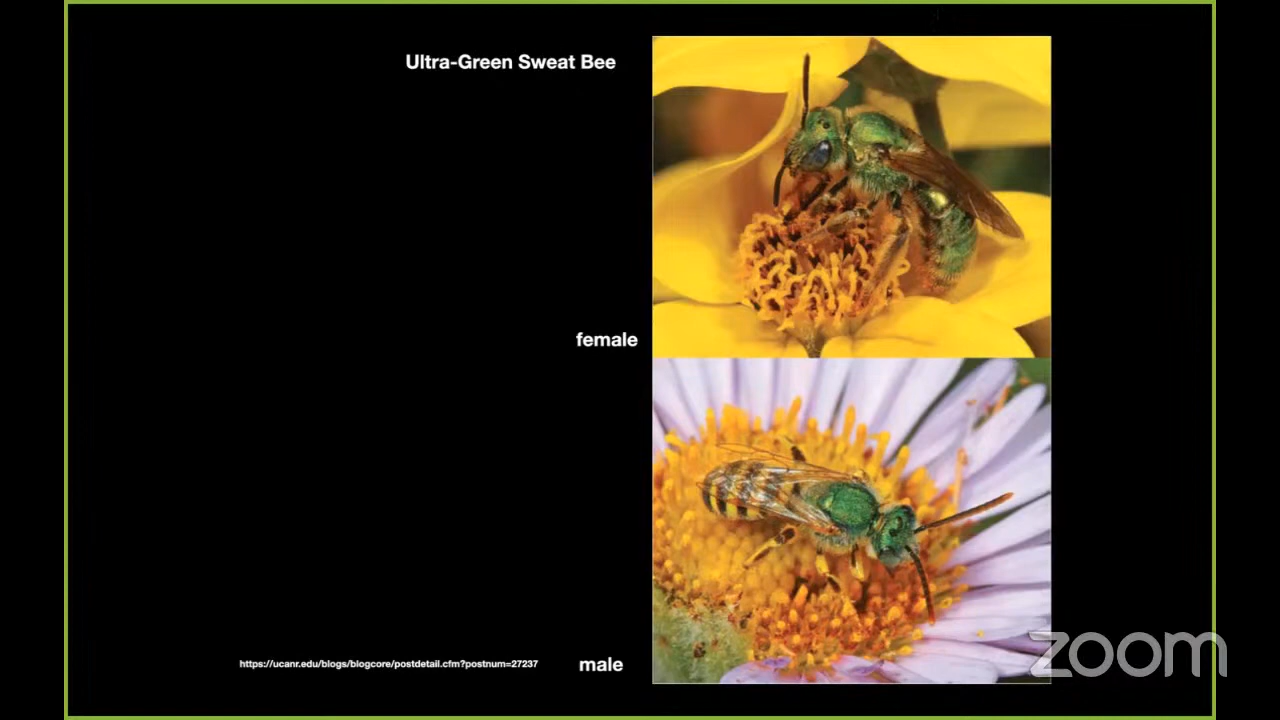 Ultra-Green Sweat Bee
female
https://ucanr.edu/blogs/blogcore/postdetail.cfm?postnum=27237
male
zoom